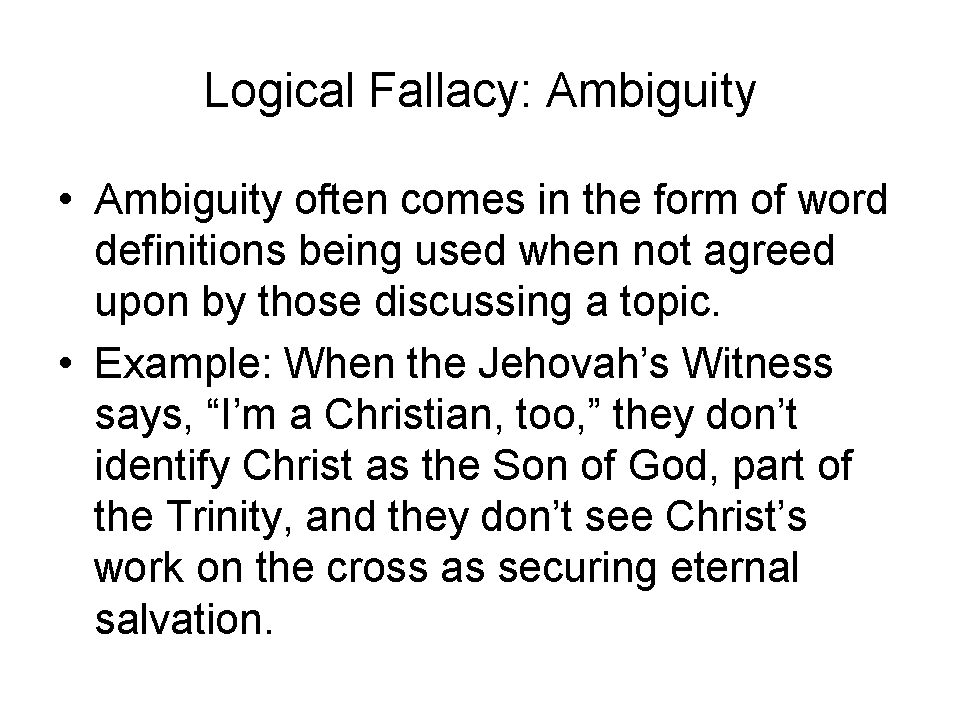 Logical Fallacy: Ambiguity
• Ambiguity often comes in the form of word
definitions being used when not agreed
upon by those discussing a topic.
• Example: When the Jehovah’s Witness
says, “I’m a Christian, too,” they don’t
identify Christ as the Son of God, part of
the Trinity, and they don’t see Christ’s
work on the cross as securing eternal
salvation.